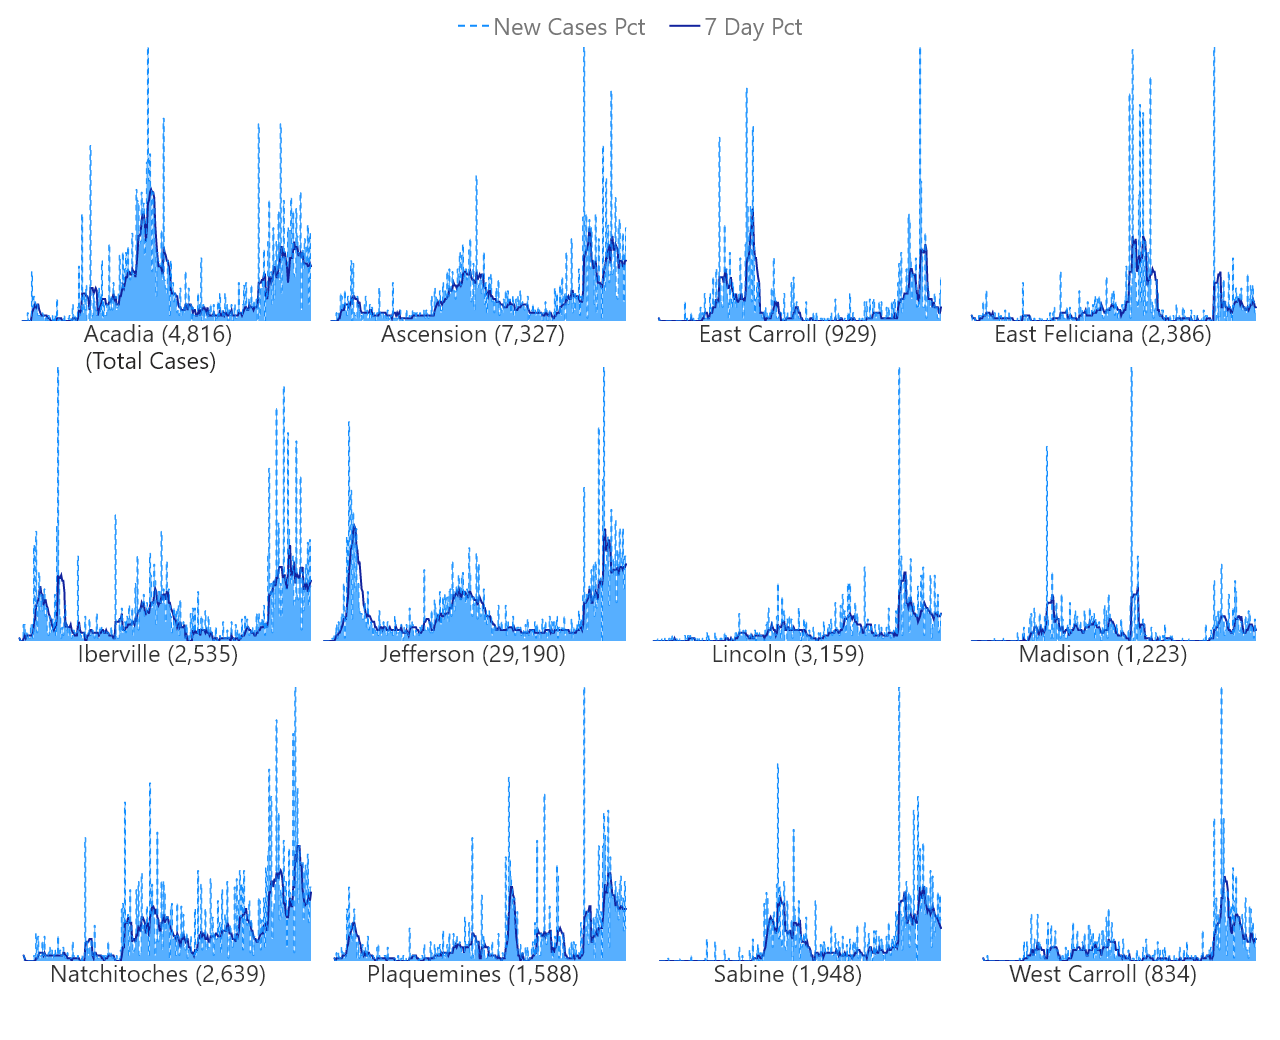 New Cases Pct 7 Day Pct
Acadia (4,816)
(Total Cases)
Ascension (7,327)
East Carroll (929)
East Feliciana (2,386)
Iberville (2,535)
Jefferson (29,190)
Lincoln (3,159)
Madison (1,223)
Natchitoches (2,639)
Plaquemines (1,588)
Sabine (1,948)
West Carroll (834)